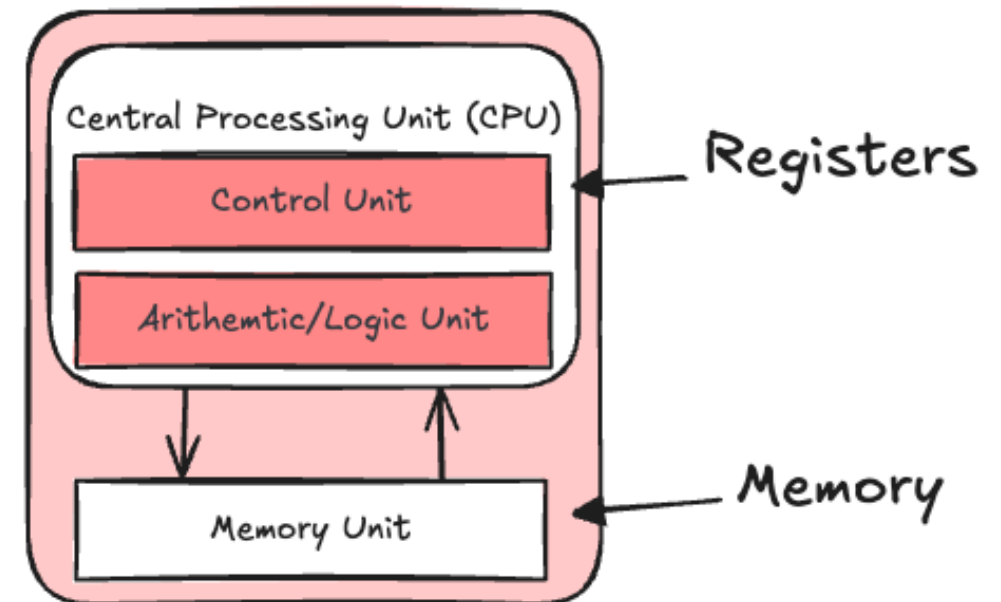 Central Processing Unit (CPU)
Registers
Control Unit
Arithemtic/Logic Unit
Memory
Memory Unit